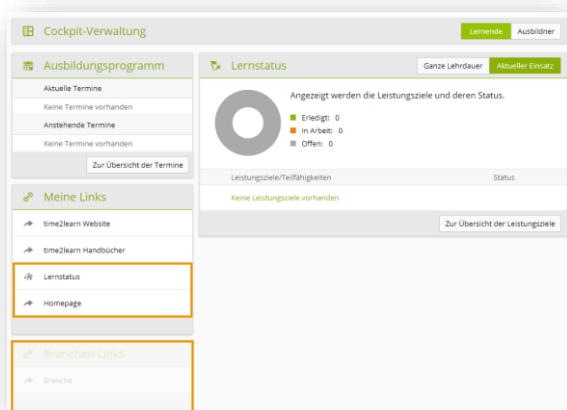 Cockpit-Verwaltung
Lernende Ausbildner
Ausbildungsprogramm
Aktuelle Termine
Keine Termine vorhanden
Anstehende Termine
Keine Termine vorhanden
Zur Übersicht der Termine
Meine Links
time2learn Website
time2learn Handbücher
Lernstatus
Homepage
Branchen Links
Branche
Lernstatus
Ganze Lehrdauer Aktueller Einsatz
Angezeigt werden die Leistungsziele und deren Status.
Erledigt: 0
In Arbeit: 0
Offen: 0
Leistungsziele/Teilfähigkeiten Status
Keine Leistungsziele vorhanden
Zur Übersicht der Leistungsziele